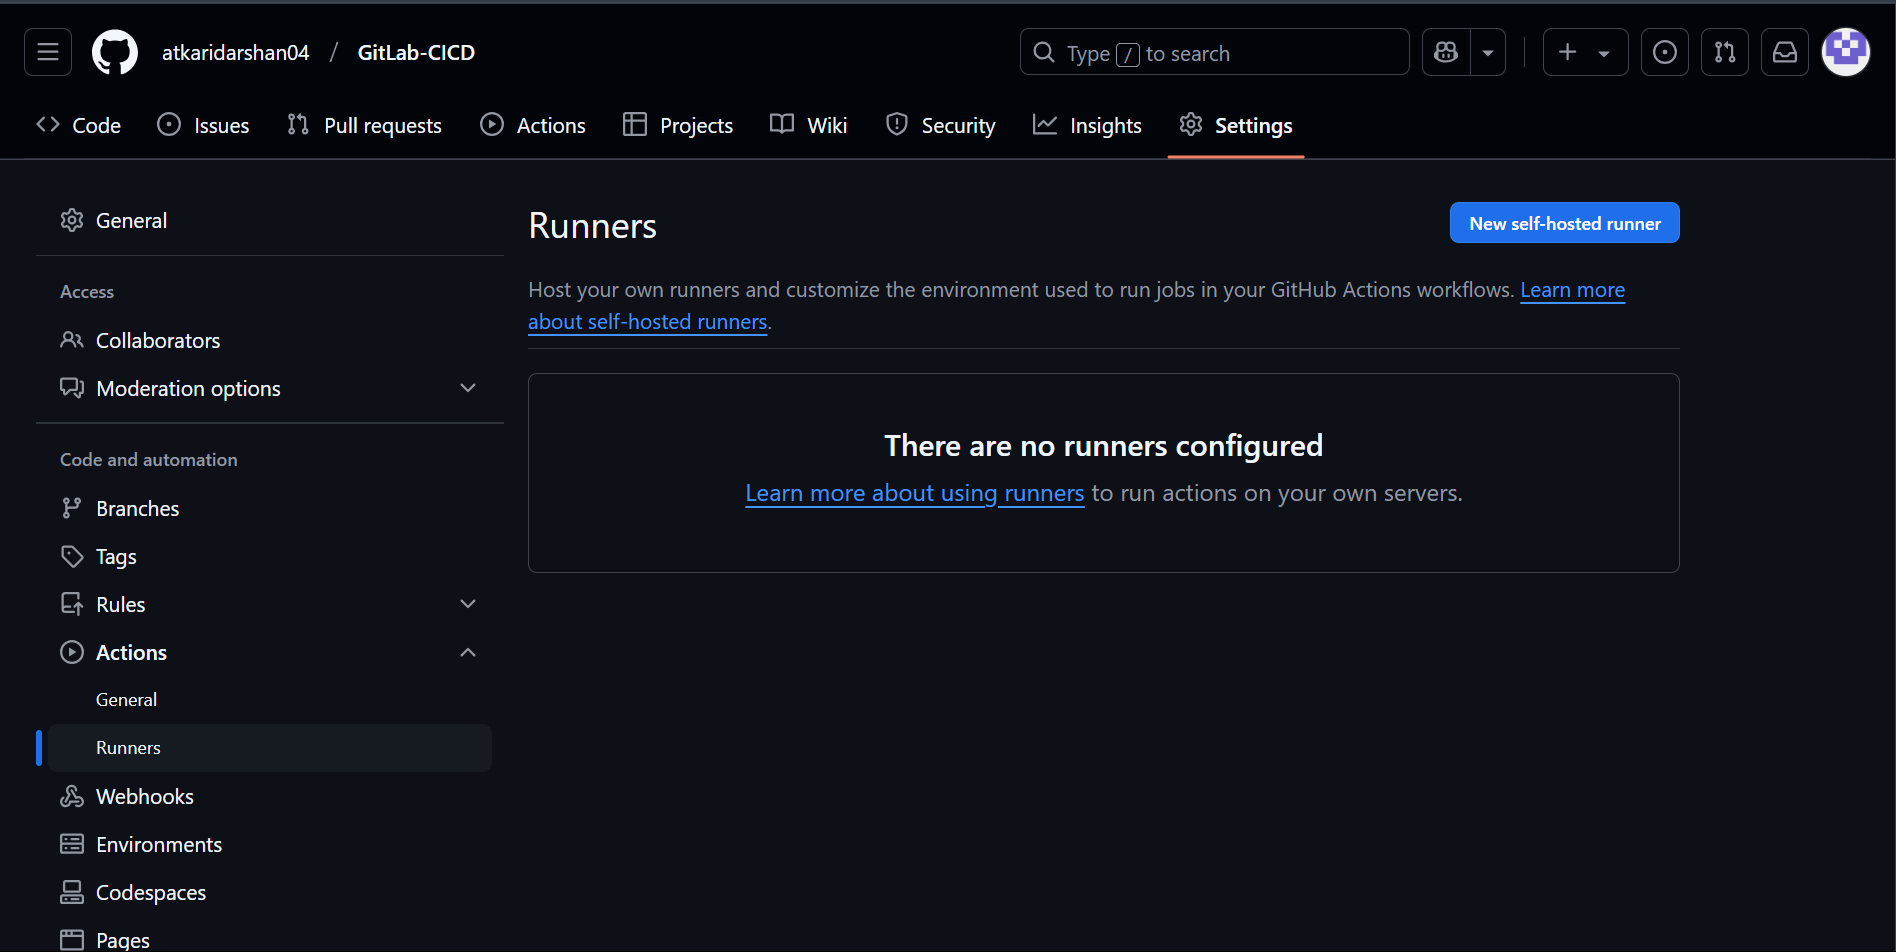 atkaridarshan04 / GitLab-CICD
Type / to search
Code Issues Pull requests Actions Projects Wiki Security Insights Settings
General
Access
Collaborators
Moderation options
Code and automation
Branches
Tags
Rules
Actions
General
Runners
Webhooks
Environments
Codespaces
Pages
Runners
New self-hosted runner
Host your own runners and customize the environment used to run jobs in your GitHub Actions workflows. Learn more
about self-hosted runners.
There are no runners configured
Learn more about using runners to run actions on your own servers.